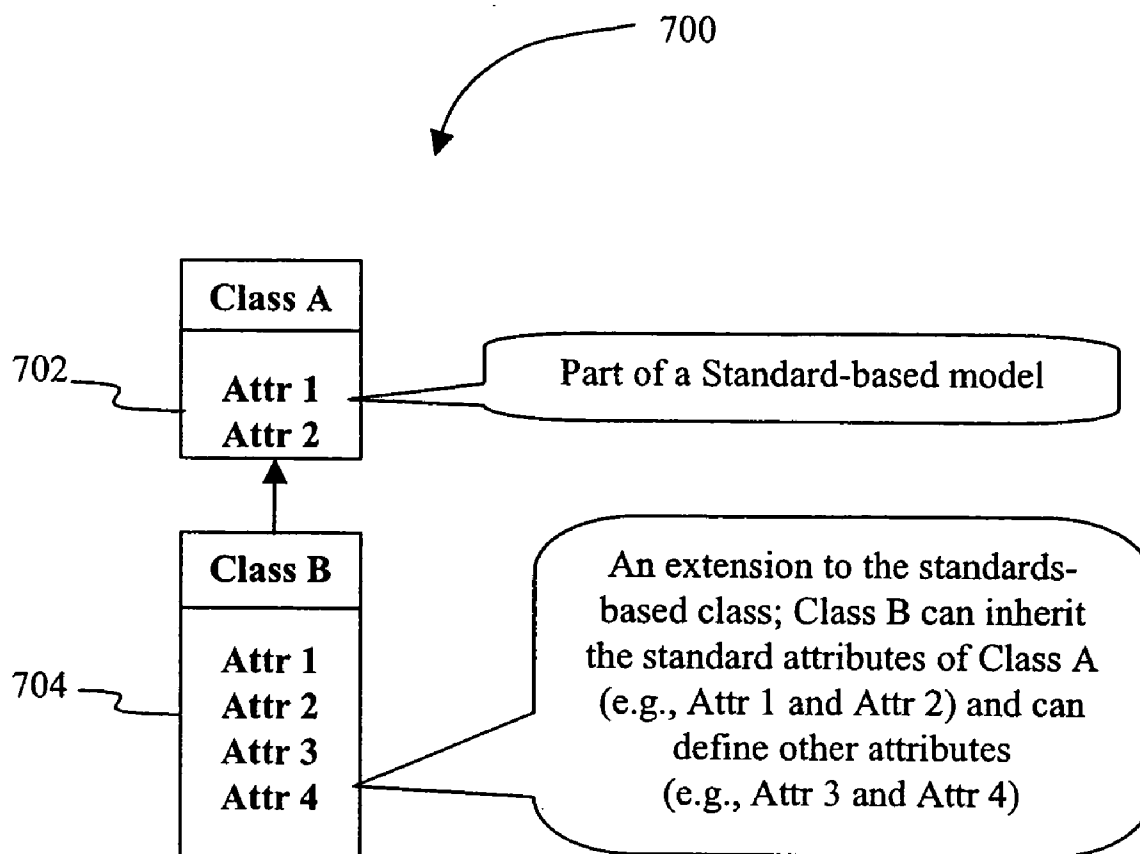 700
Class A
702
Attr 1
Attr 2
Part of a Standard-based model
Class B
704
Attr 1
Attr 2
Attr 3
Attr 4
An extension to the standards-
based class; Class B can inherit
the standard attributes of Class A
(e.g., Attr 1 and Attr 2) and can
define other attributes
(e.g., Attr 3 and Attr 4)